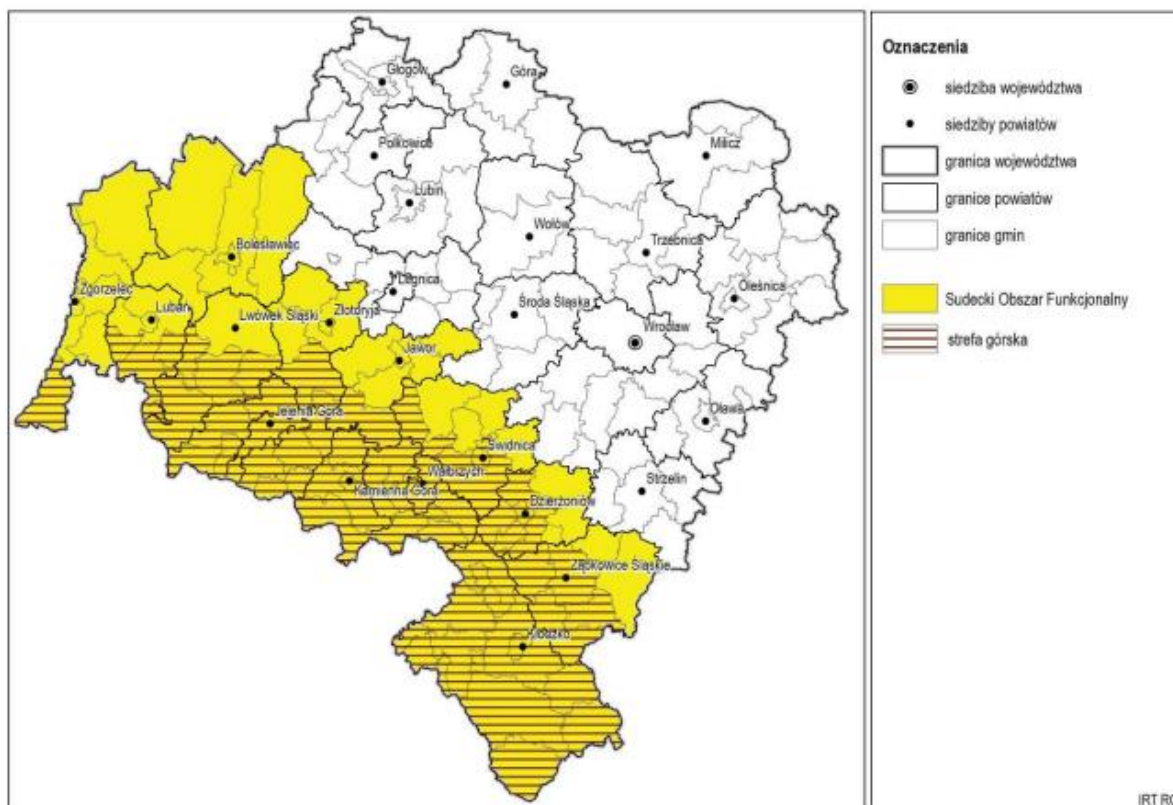 Głogów
Góra
Polkowice
Milicz
Lubin
Wołów
Trzebnica
Bolesławiec
Legnica
Oleśnica
Zgorzelec
Środa Śląska
Lubań
Lwówek Śląski
Złotoryja
Wrocław
Jawor
Jelenia Góra
Oława
Świdnica
Wałbrzych
Kamienna Góra
Strzelin
Dzierżoniów
Ząbkowice Śląskie
Kłodzko
Oznaczenia
siedziba województwa
siedziby powiatów
granica województwa
granice powiatów
granice gmin
Sudecki Obszar Funkcjonalny
strefa górska